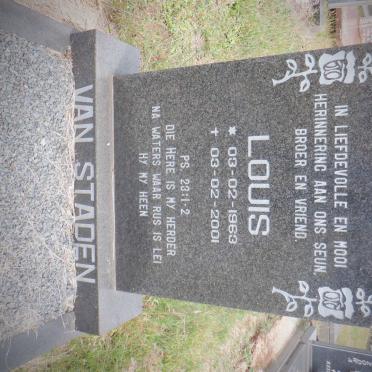 IN LIEFDEVOLLE EN MOOI
HERINNERING AAN ONS SEUN,
BROER EN VRIEND
LOUIS
* 03-02-1963
† 03-02-2001
PS 23:1-2
DIE HERE IS MY HERDER
NA WATERS WAAR RUS IS LEI
HY MY HEEN
VAN STADEN